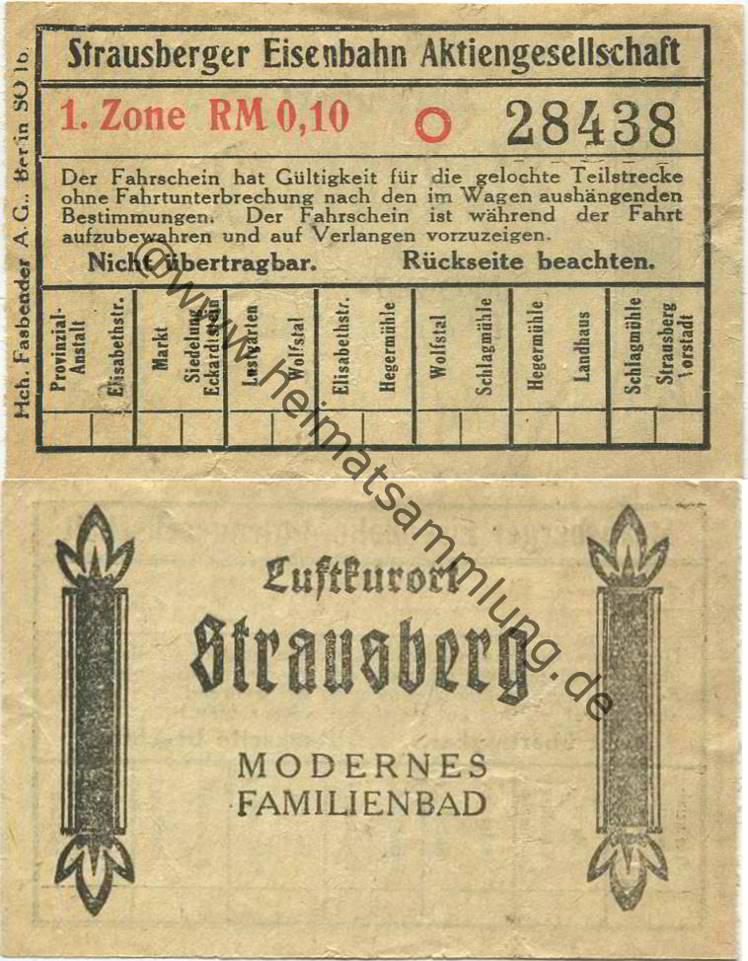 Strausberger Eisenbahn Aktiengesellschaft
1. Zone RM 0,10 O 28438
Der Fahrschein hat Gültigkeit für die gelochte Teilstrecke
ohne Fahrtunterbrechung nach den im Wagen aushängenden
Bestimmungen. Der Fahrschein ist während der Fahrt
aufzubewahren und auf Verlangen vorzuzeigen.
Nicht übertragbar. Rückseite beachten.
Provinzial-
Anstalt
Elisabethstr.
Markt
Siedelung
Eckardtstein
Lustgarten
Wolfstal
Elisabethstr.
Hegermühle
Wolfstal
Schlagmühle
Hegermühle
Landhaus
Schlagmühle
Strausberg
Vorstadt
Hch. Fasbender A. G., Berlin SO 16.
Luftkurort
Strausberg
MODERNES
FAMILIENBAD
@www.heimatsammlung.de